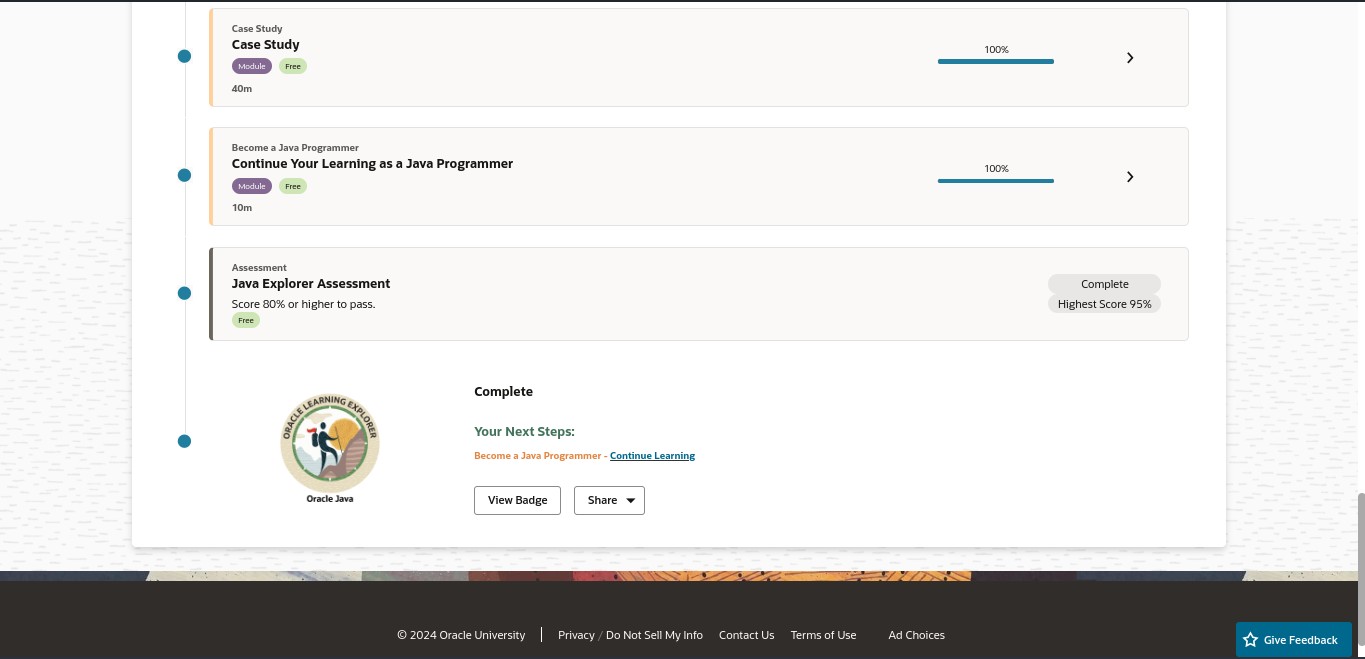 Case Study
Case Study
Module Free
40m
100%
Become a Java Programmer
Continue Your Learning as a Java Programmer
Module Free
10m
100%
Assessment
Java Explorer Assessment
Score 80% or higher to pass.
Free
Complete
Highest Score 95%
ORACLE LEARNING EXPLORER
Oracle Java
Complete
Your Next Steps:
Become a Java Programmer - Continue Learning
View Badge Share
© 2024 Oracle University Privacy / Do Not Sell My Info Contact Us Terms of Use Ad Choices
Give Feedback